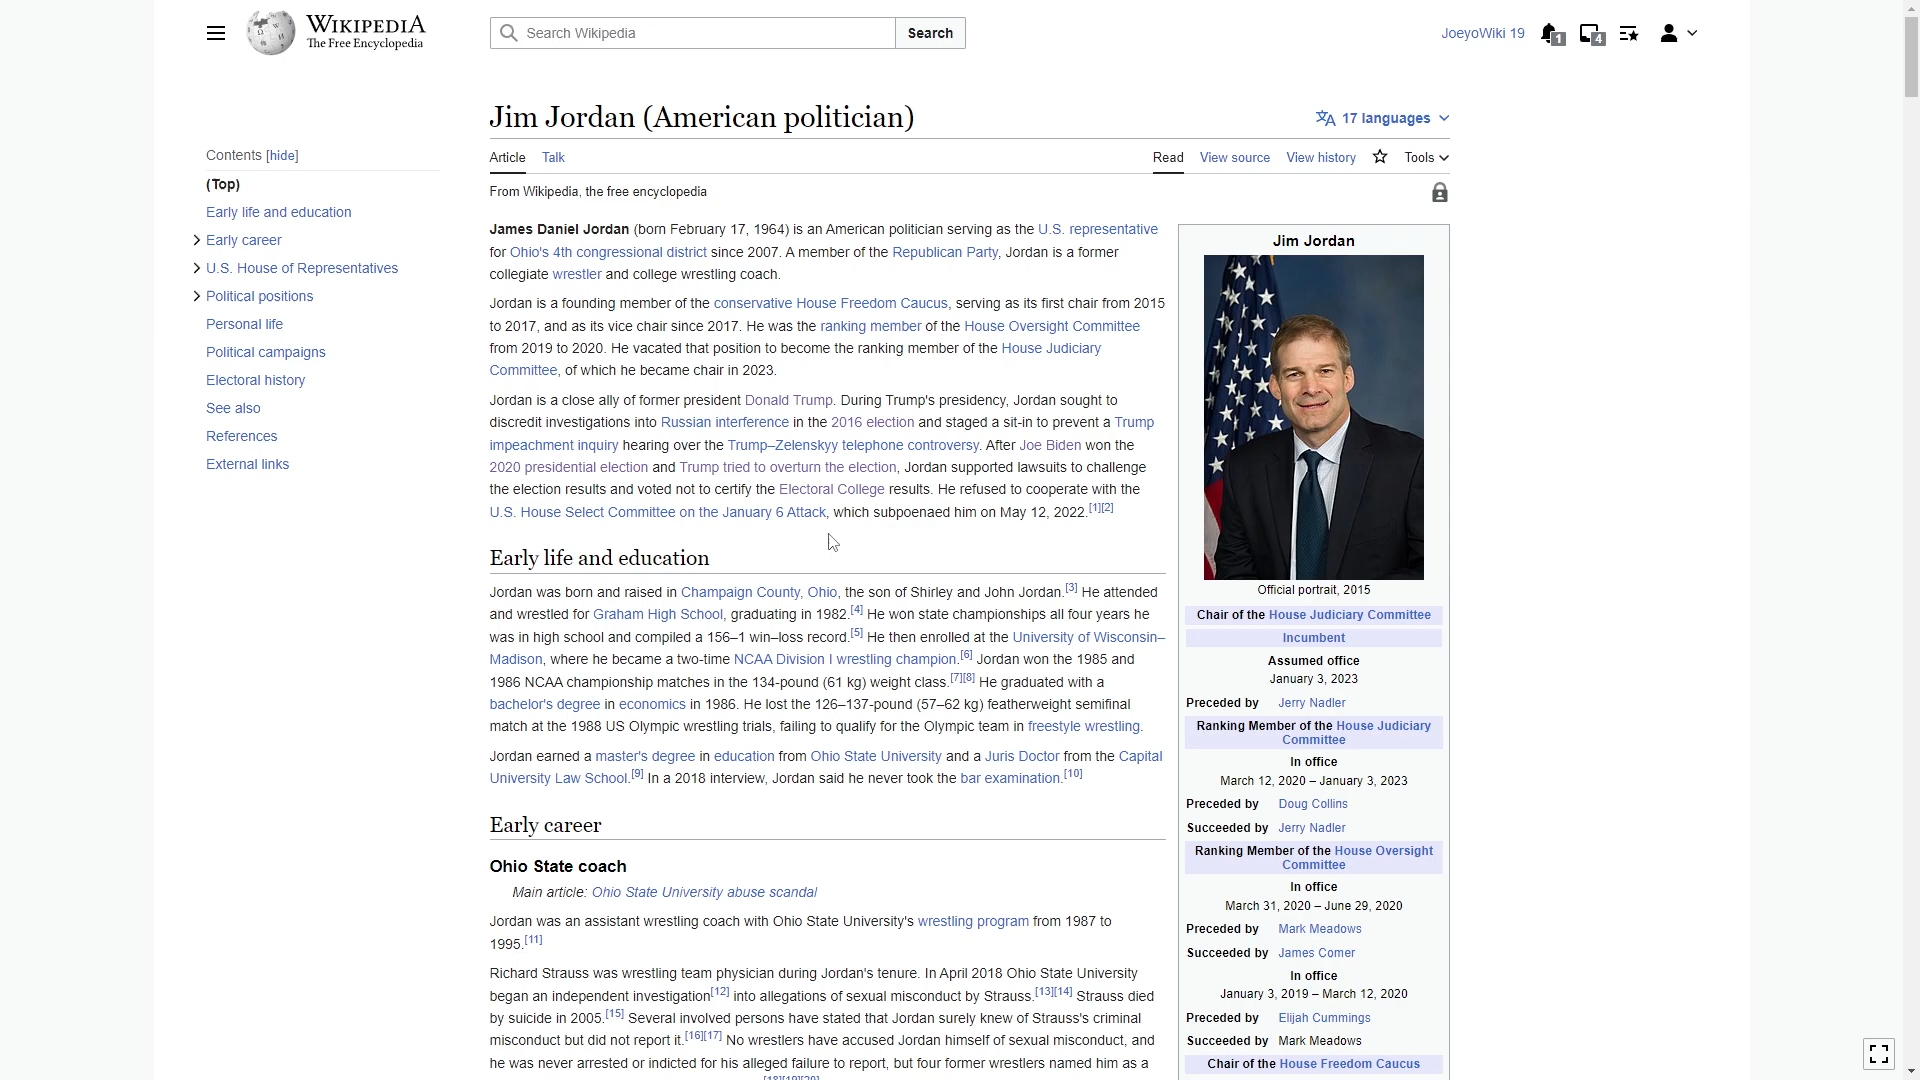 WIKIPEDIA
The Free Encyclopedia
Search Wikipedia
Search
JoeyoWiki 19
1
4
Jim Jordan (American politician)
17 languages
Article Talk
Read View source View history Tools
From Wikipedia, the free encyclopedia
Contents [hide]
(Top)
Early life and education
Early career
U.S. House of Representatives
Political positions
Personal life
Political campaigns
Electoral history
See also
References
External links
James Daniel Jordan (born February 17, 1964) is an American politician serving as the U.S. representative
for Ohio's 4th congressional district since 2007. A member of the Republican Party, Jordan is a former
collegiate wrestler and college wrestling coach.
Jordan is a founding member of the conservative House Freedom Caucus, serving as its first chair from 2015
to 2017, and as its vice chair since 2017. He was the ranking member of the House Oversight Committee
from 2019 to 2020. He vacated that position to become the ranking member of the House Judiciary
Committee, of which he became chair in 2023.
Jordan is a close ally of former president Donald Trump. During Trump's presidency, Jordan sought to
discredit investigations into Russian interference in the 2016 election and staged a sit-in to prevent a Trump
impeachment inquiry hearing over the Trump–Zelenskyy telephone controversy. After Joe Biden won the
2020 presidential election and Trump tried to overturn the election, Jordan supported lawsuits to challenge
the election results and voted not to certify the Electoral College results. He refused to cooperate with the
U.S. House Select Committee on the January 6 Attack, which subpoenaed him on May 12, 2022.[1][2]
Early life and education
Jordan was born and raised in Champaign County, Ohio, the son of Shirley and John Jordan.[3] He attended
and wrestled for Graham High School, graduating in 1982.[4] He won state championships all four years he
was in high school and compiled a 156–1 win–loss record.[5] He then enrolled at the University of Wisconsin–
Madison, where he became a two-time NCAA Division I wrestling champion.[6] Jordan won the 1985 and
1986 NCAA championship matches in the 134-pound (61 kg) weight class.[7][8] He graduated with a
bachelor's degree in economics in 1986. He lost the 126–137-pound (57–62 kg) featherweight semifinal
match at the 1988 US Olympic wrestling trials, failing to qualify for the Olympic team in freestyle wrestling.
Jordan earned a master's degree in education from Ohio State University and a Juris Doctor from the Capital
University Law School.[9] In a 2018 interview, Jordan said he never took the bar examination.[10]
Early career
Ohio State coach
Main article: Ohio State University abuse scandal
Jordan was an assistant wrestling coach with Ohio State University's wrestling program from 1987 to
1995.[11]
Richard Strauss was wrestling team physician during Jordan's tenure. In April 2018 Ohio State University
began an independent investigation[12] into allegations of sexual misconduct by Strauss.[13][14] Strauss died
by suicide in 2005.[15] Several involved persons have stated that Jordan surely knew of Strauss's criminal
misconduct but did not report it.[16][17] No wrestlers have accused Jordan himself of sexual misconduct, and
he was never arrested or indicted for his alleged failure to report, but four former wrestlers named him as a
[18][19][20]
Jim Jordan
Official portrait, 2015
Chair of the House Judiciary Committee
Incumbent
Assumed office
January 3, 2023
Preceded by Jerry Nadler
Ranking Member of the House Judiciary
Committee
In office
March 12, 2020 – January 3, 2023
Preceded by Doug Collins
Succeeded by Jerry Nadler
Ranking Member of the House Oversight
Committee
In office
March 31, 2020 – June 29, 2020
Preceded by Mark Meadows
Succeeded by James Comer
In office
January 3, 2019 – March 12, 2020
Preceded by Elijah Cummings
Succeeded by Mark Meadows
Chair of the House Freedom Caucus